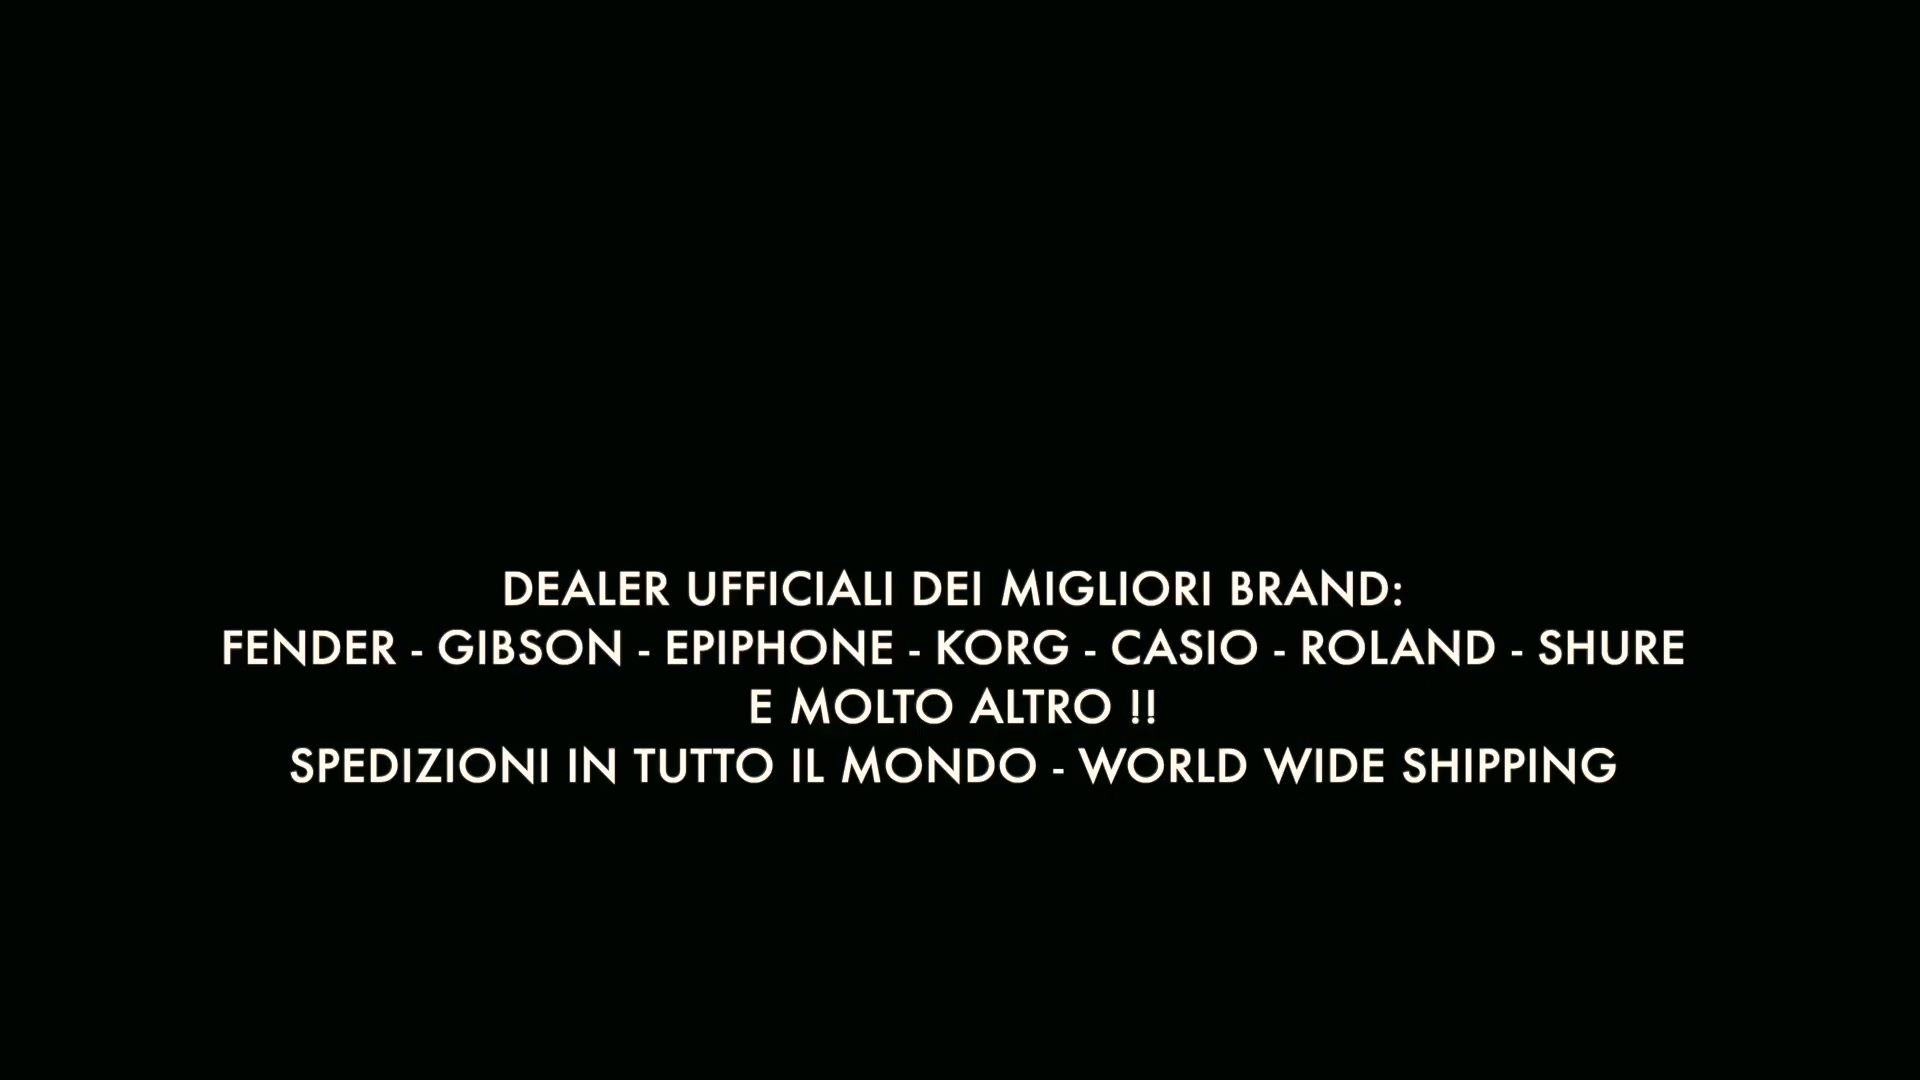 DEALER UFFICIALI DEI MIGLIORI BRAND:
FENDER - GIBSON - EPIPHONE - KORG - CASIO - ROLAND - SHURE
E MOLTO ALTRO !!
SPEDIZIONI IN TUTTO IL MONDO - WORLD WIDE SHIPPING